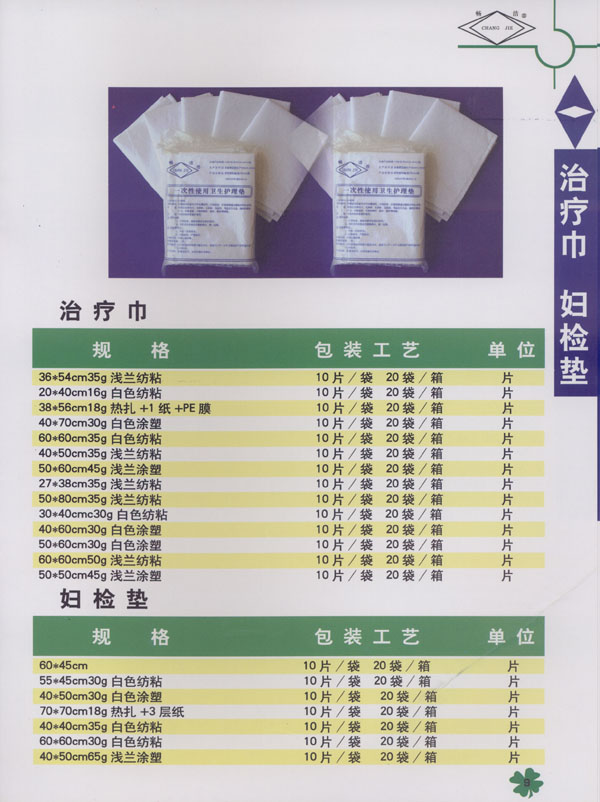 畅 洁®
CHANG JIE
治疗巾 妇检垫
一次性使用卫生护理垫
一次性使用卫生护理垫
治疗巾
规 格 包装工艺 单位
36*54cm35g 浅兰纺粘 10片/袋 20袋/箱 片
20*40cm16g 白色纺粘 10片/袋 20袋/箱 片
38*56cm18g 热扎 +1 纸 +PE 膜 10片/袋 20袋/箱 片
40*70cm30g 白色涂塑 10片/袋 20袋/箱 片
60*60cm35g 白色纺粘 10片/袋 20袋/箱 片
40*50cm35g 浅兰纺粘 10片/袋 20袋/箱 片
50*60cm45g 浅兰涂塑 10片/袋 20袋/箱 片
27*38cm35g 浅兰纺粘 10片/袋 20袋/箱 片
50*80cm35g 浅兰纺粘 10片/袋 20袋/箱 片
30*40cmc30g 白色纺粘 10片/袋 20袋/箱 片
40*60cm30g 白色涂塑 10片/袋 20袋/箱 片
50*60cm30g 白色涂塑 10片/袋 20袋/箱 片
60*60cm50g 浅兰纺粘 10片/袋 20袋/箱 片
50*50cm45g 浅兰涂塑 10片/袋 20袋/箱 片
妇检垫
规 格 包装工艺 单位
60*45cm 10片/袋 20袋/箱 片
55*45cm30g 白色纺粘 10片/袋 20袋/箱 片
40*50cm30g 白色涂塑 10片/袋 20袋/箱 片
70*70cm18g 热扎 +3 层纸 10片/袋 20袋/箱 片
40*40cm35g 白色纺粘 10片/袋 20袋/箱 片
60*60cm30g 白色纺粘 10片/袋 20袋/箱 片
40*50cm65g 浅兰涂塑 10片/袋 20袋/箱 片
9